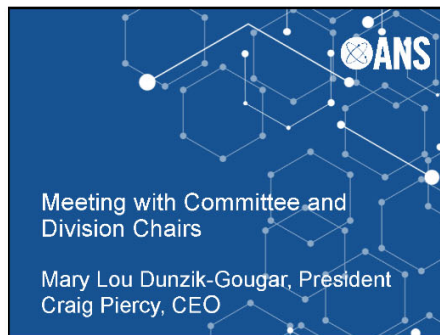 ANS
Meeting with Committee and
Division Chairs
Mary Lou Dunzik-Gougar, President
Craig Piercy, CEO